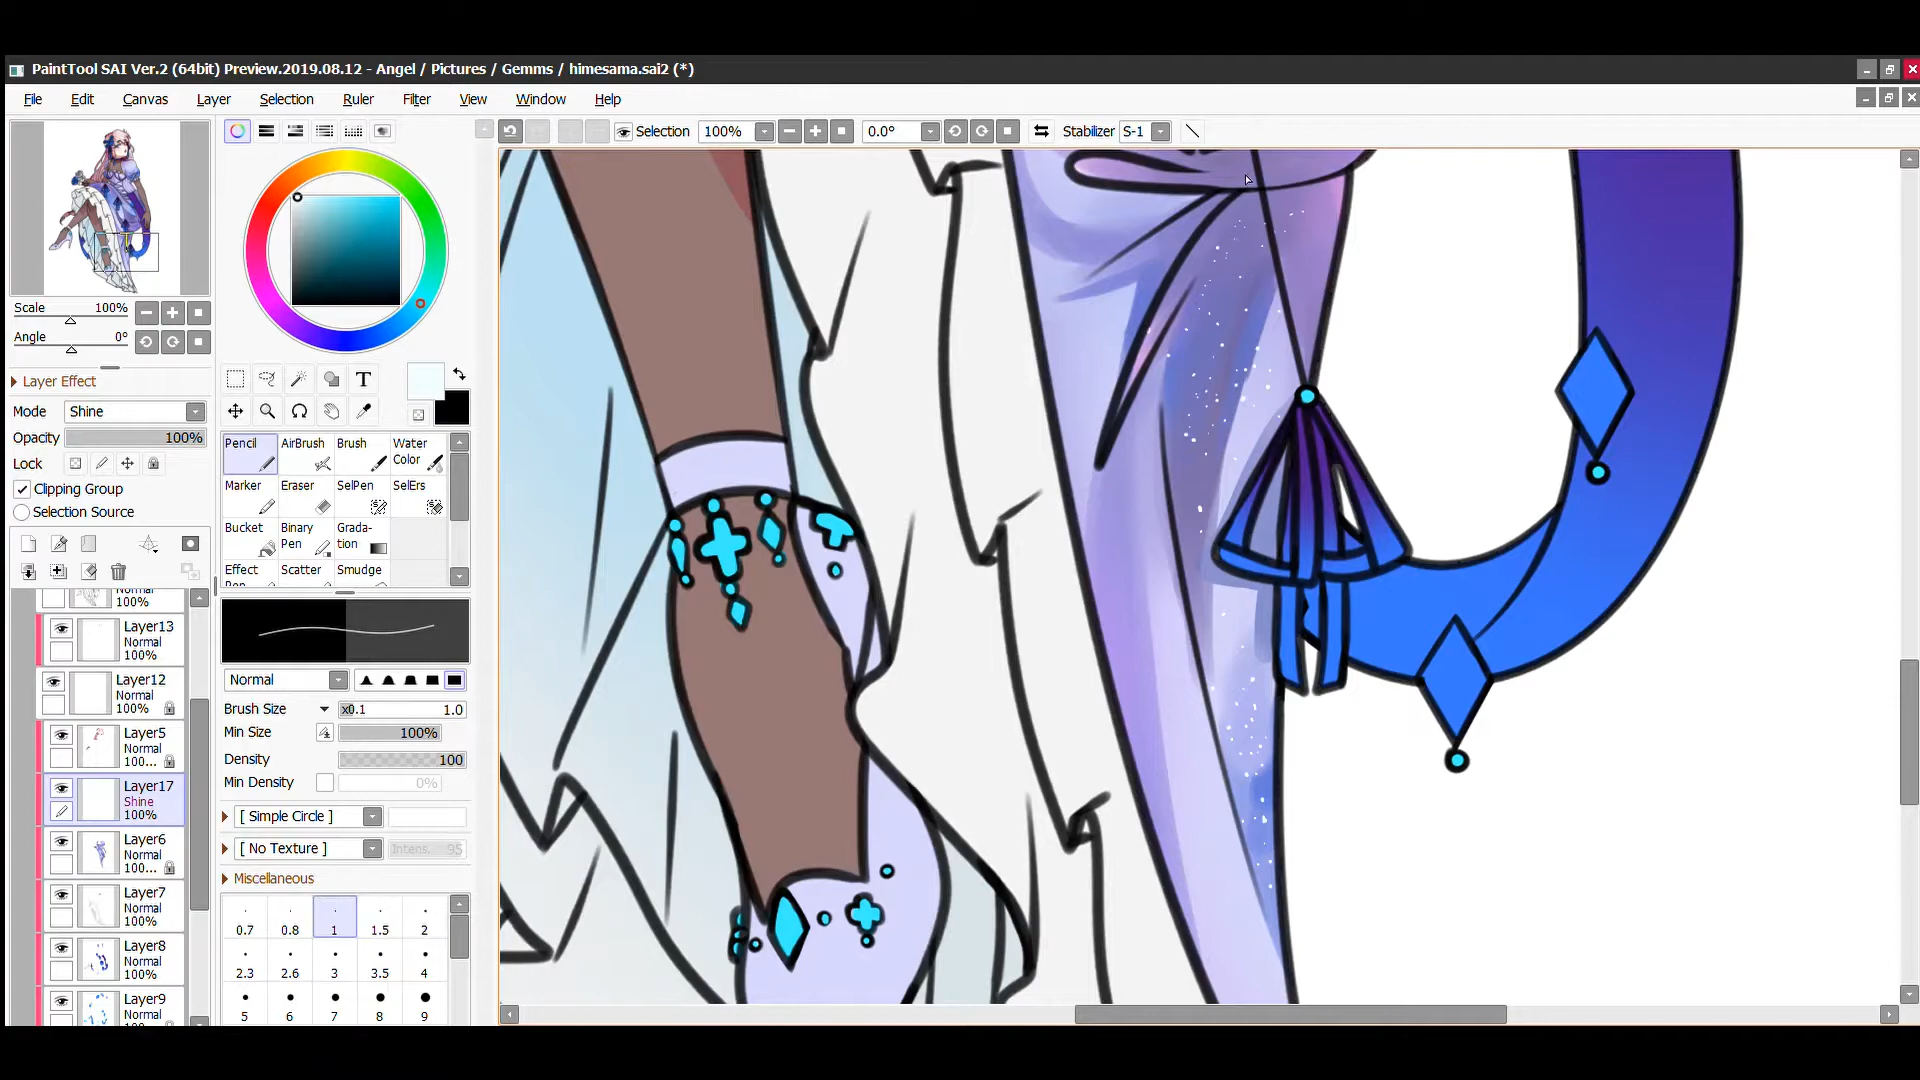 PaintTool SAI Ver.2 (64bit) Preview.2019.08.12 - Angel / Pictures / Gemms / himesama.sai2 (*)
File Edit Canvas Layer Selection Ruler Filter View Window Help
Selection 100% 0.0° Stabilizer S-1
Scale 100%
Angle 0°
Layer Effect
Mode Shine
Opacity 100%
Lock
Clipping Group
Selection Source
100%
Layer13
Normal
100%
Layer12
Normal
100%
Layer5
Normal
100...
Layer17
Shine
100%
Layer6
Normal
100...
Layer7
Normal
100%
Layer8
Normal
100%
Layer9
Normal
T
Pencil AirBrush Brush Water Color
Marker Eraser SelPen SelErs
Bucket Binary Pen Grada-tion
Effect Scatter Smudge
Normal
Brush Size x0.1 1.0
Min Size 100%
Density 100
Min Density 0%
[ Simple Circle ]
[ No Texture ] Intens. 95
Miscellaneous
0.7 0.8 1 1.5 2
2.3 2.6 3 3.5 4
5 6 7 8 9